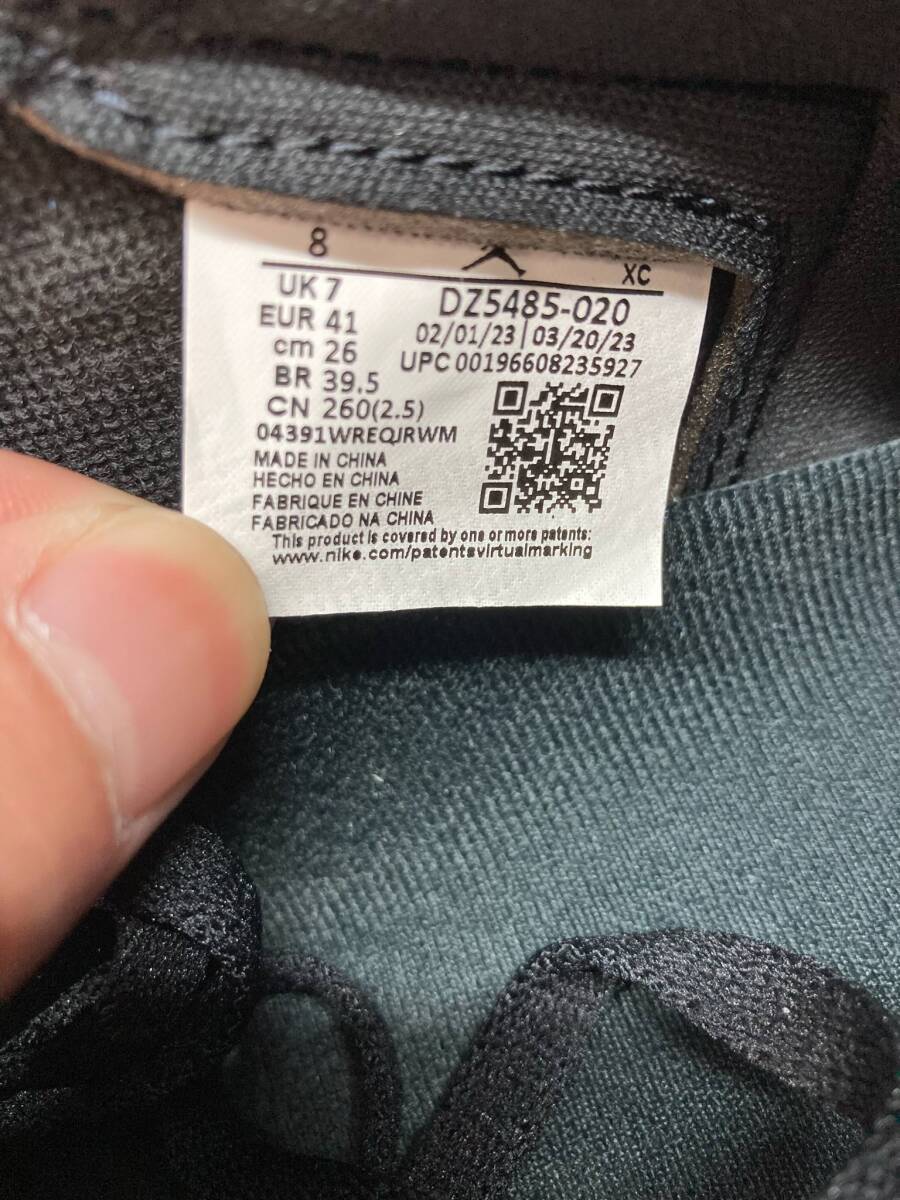 8
XC
UK 7
EUR 41
cm 26
BR 39.5
CN 260(2.5)
DZ5485-020
02/01/23 | 03/20/23
UPC 00196608235927
04391WREQJRWM
MADE IN CHINA
HECHO EN CHINA
FABRIQUE EN CHINE
FABRICADO NA CHINA
This product is covered by one or more patents:
www.nike.com/patentsvirtualmarking